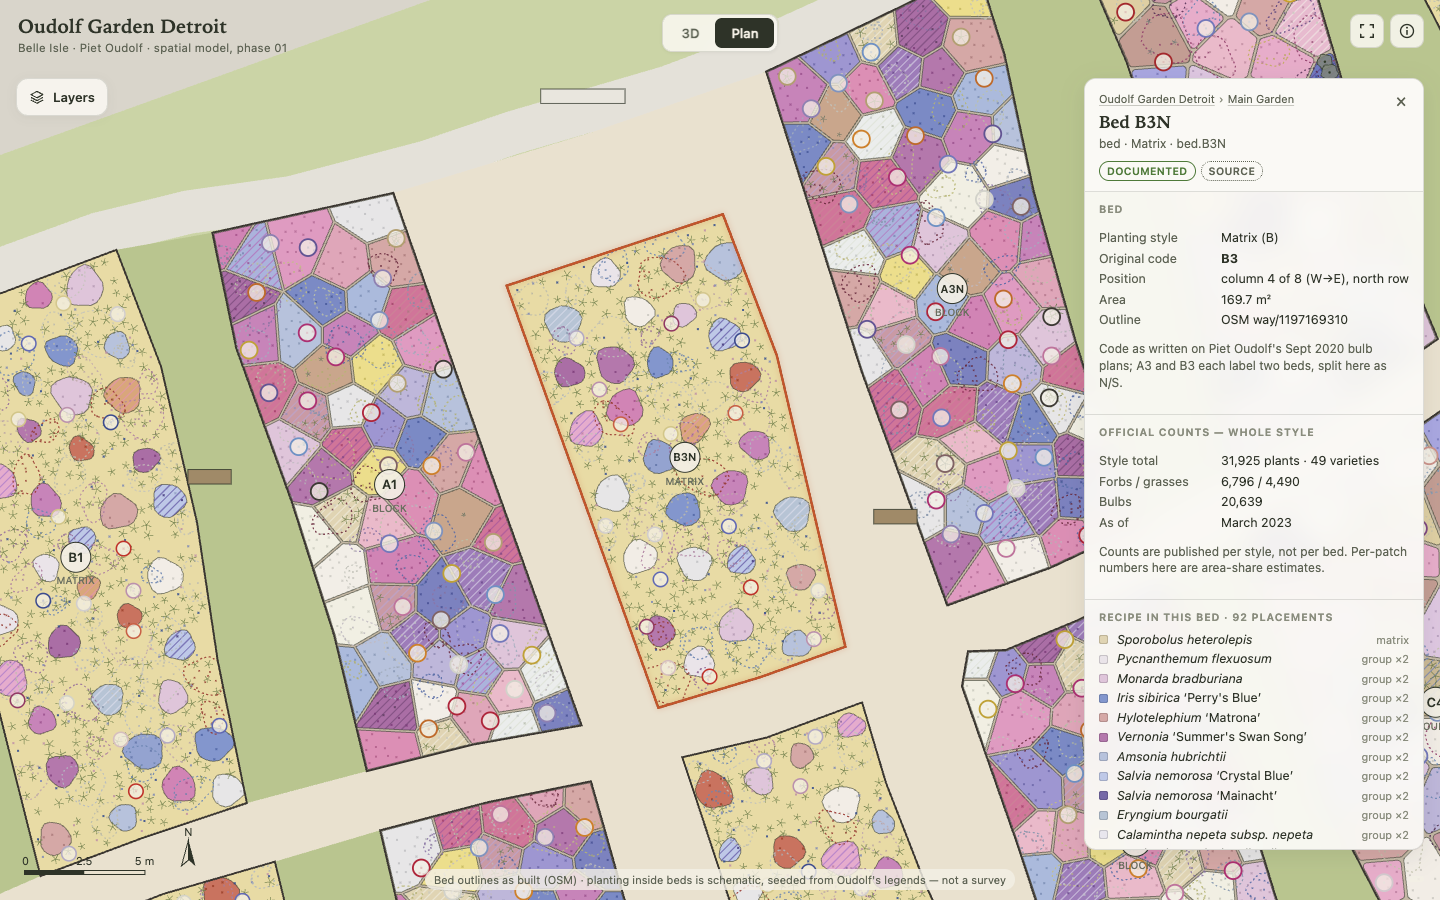 Oudolf Garden Detroit
Belle Isle · Piet Oudolf · spatial model, phase 01
Layers
3D
Plan
Oudolf Garden Detroit › Main Garden
Bed B3N
bed · Matrix · bed.B3N
DOCUMENTED
SOURCE
BED
Planting style Matrix (B)
Original code B3
Position column 4 of 8 (W→E), north row
Area 169.7 m²
Outline OSM way/1197169310
Code as written on Piet Oudolf's Sept 2020 bulb
plans; A3 and B3 each label two beds, split here as
N/S.
OFFICIAL COUNTS — WHOLE STYLE
Style total 31,925 plants · 49 varieties
Forbs / grasses 6,796 / 4,490
Bulbs 20,639
As of March 2023
Counts are published per style, not per bed. Per-patch
numbers here are area-share estimates.
RECIPE IN THIS BED · 92 PLACEMENTS
Sporobolus heterolepis matrix
Pycnanthemum flexuosum group ×2
Monarda bradburiana group ×2
Iris sibirica 'Perry's Blue' group ×2
Hylotelephium 'Matrona' group ×2
Vernonia 'Summer's Swan Song' group ×2
Amsonia hubrichtii group ×2
Salvia nemorosa 'Crystal Blue' group ×2
Salvia nemorosa 'Mainacht' group ×2
Eryngium bourgatii group ×2
Calamintha nepeta subsp. nepeta group ×2
A3N
BLOCK
B3N
MATRIX
A1
BLOCK
B1
MATRIX
BLOCK
N
0 2.5 5 m
Bed outlines as built (OSM) · planting inside beds is schematic, seeded from Oudolf's legends — not a survey